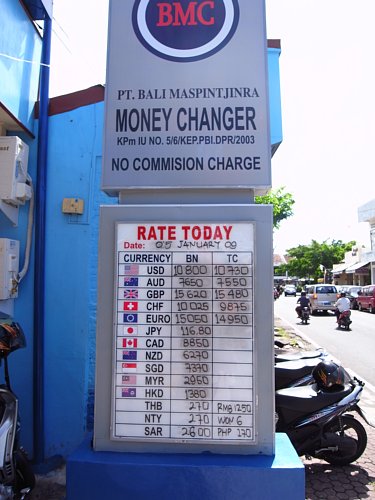 BMC
PT. BALI MASPINTJINRA
MONEY CHANGER
KPm IU NO. 5/6/KEP.PBI.DPR/2003
NO COMMISION CHARGE
RATE TODAY
Date: 05 JANUARY 09
CURRENCY BN TC
USD 10800 10730
AUD 7650 7550
GBP 15620 15480
CHF 10025 9875
EURO 15050 14950
JPY 116.80
CAD 8850
NZD 6270
SGD 7370
MYR 2950
HKD 1380
THB 270 RMB 1250
NTY 270 WON 6
SAR 2600 PHP 170